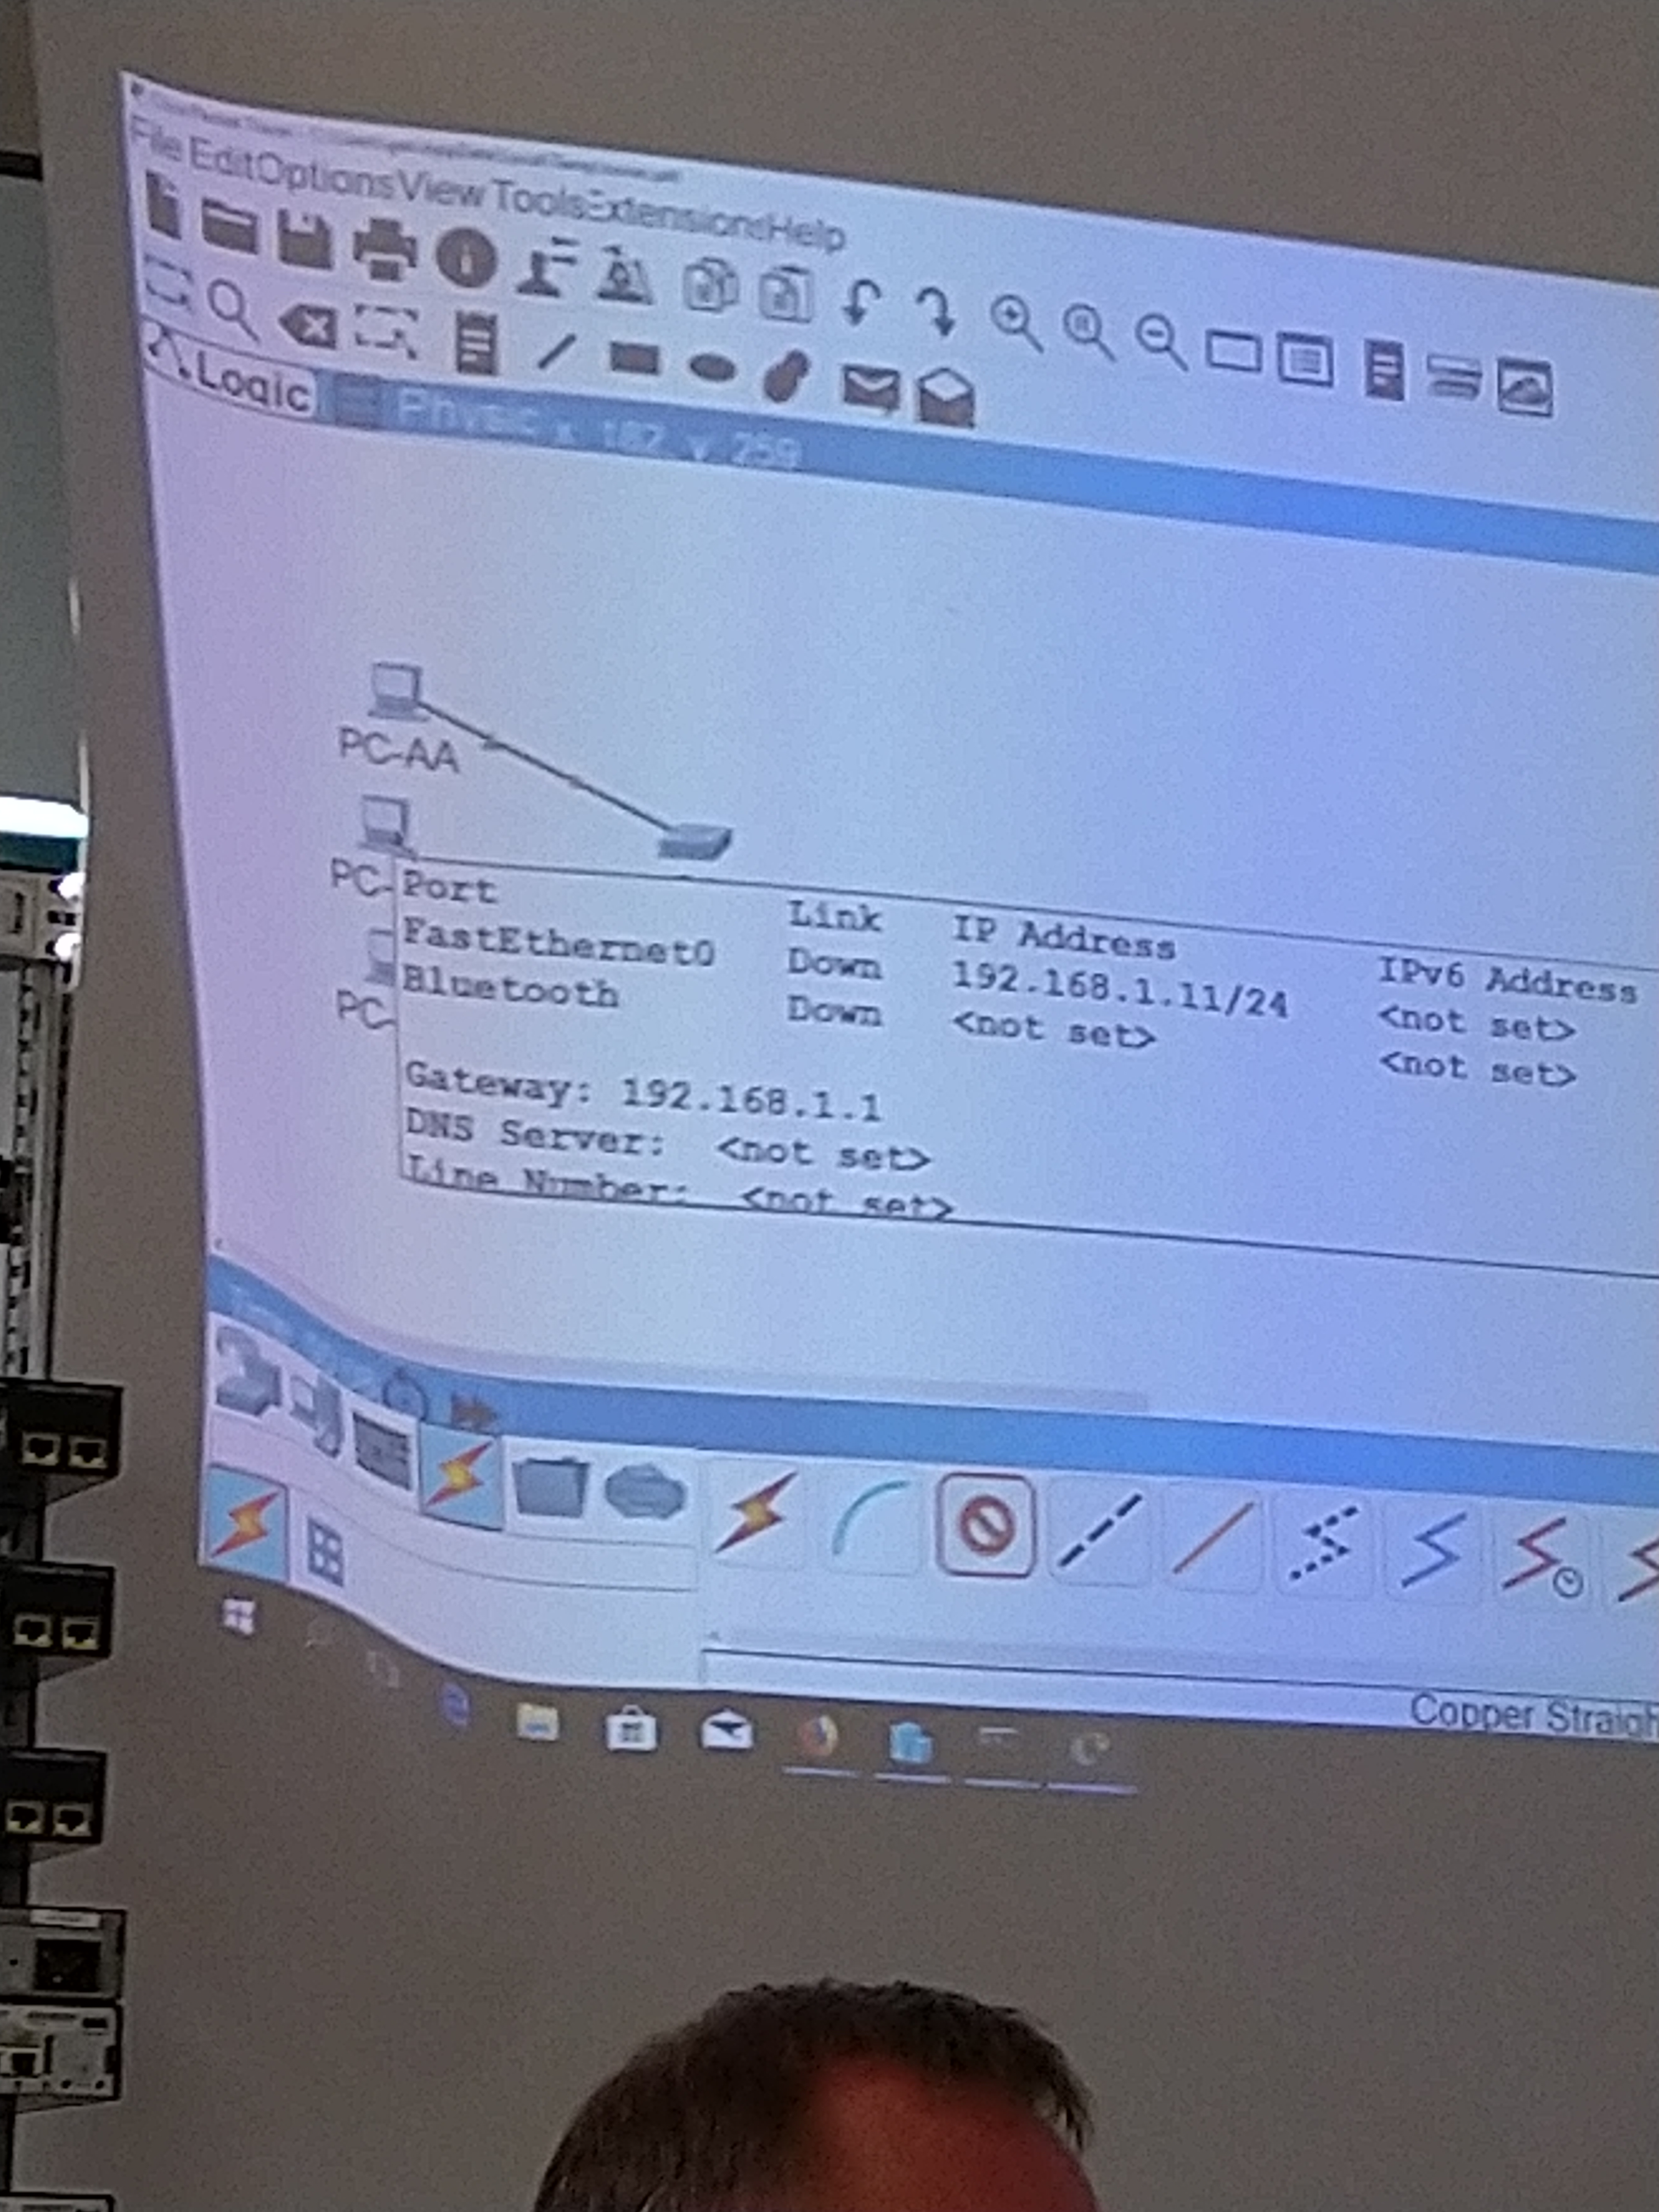 File Edit Options View Tools Extensions Help
Logic Physic x 182, y 259
PC-AA
PC-
Port Link IP Address IPv6 Address
FastEthernet0 Down 192.168.1.11/24 <not set>
Bluetooth Down <not set> <not set>
PC-
Gateway: 192.168.1.1
DNS Server: <not set>
Line Number: <not set>
Copper Straigh